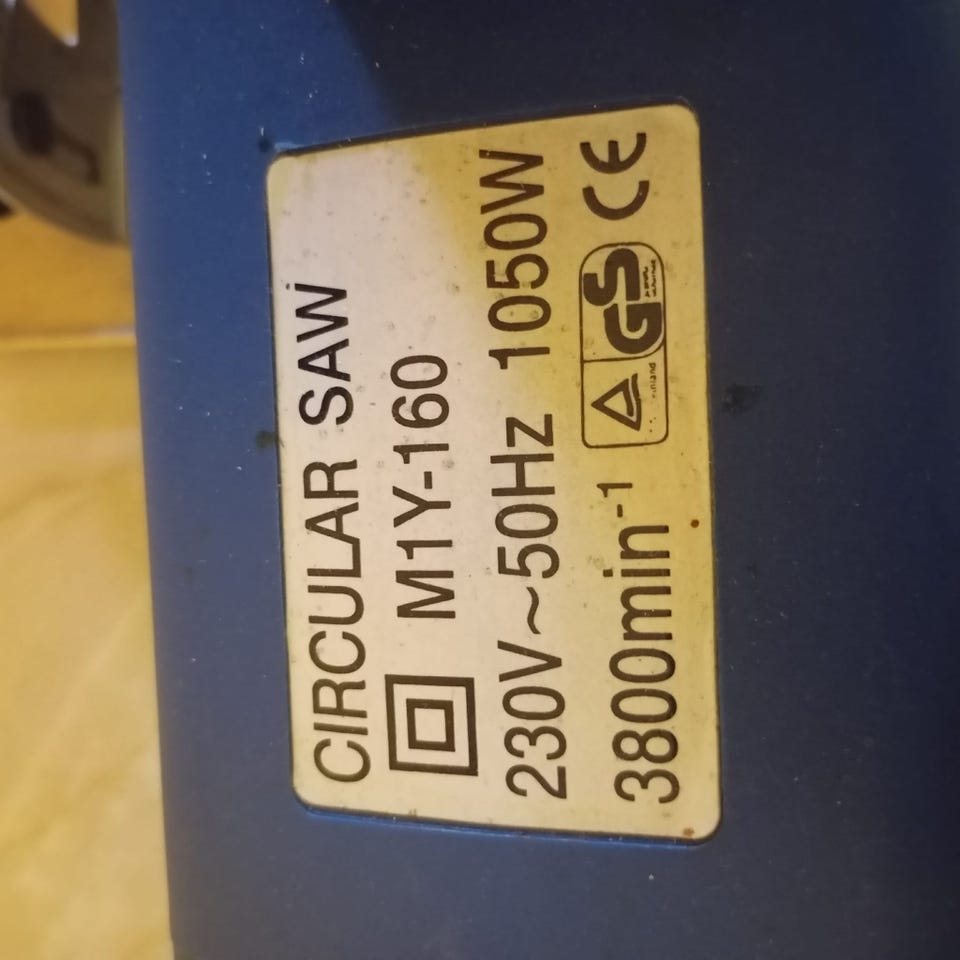 CIRCULAR SAW
M1Y-160
230V~50Hz 1050W
3800min⁻¹ GS CE